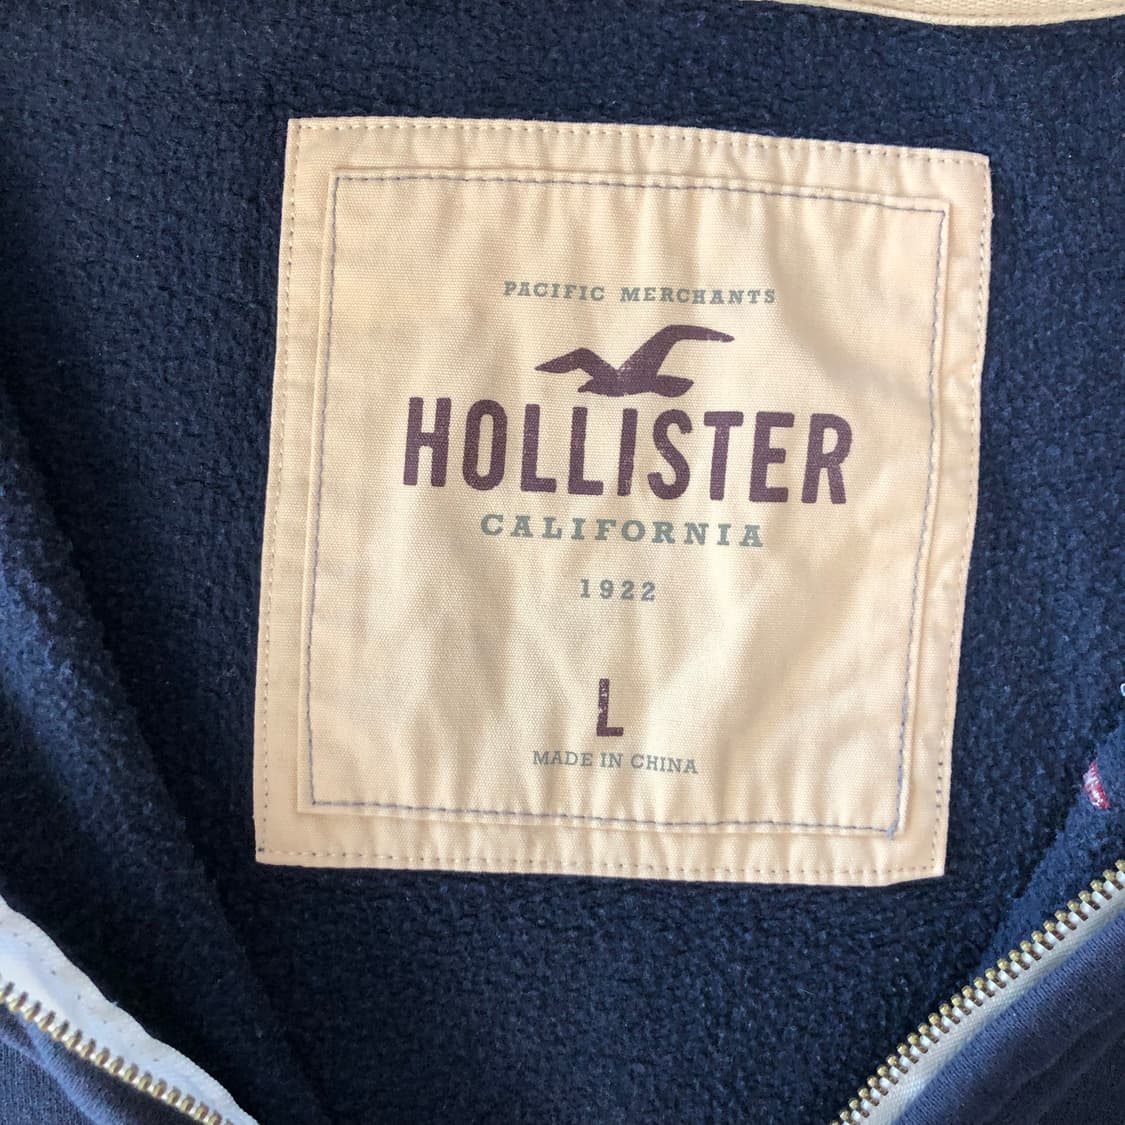 PACIFIC MERCHANTS
HOLLISTER
CALIFORNIA
1922
L
MADE IN CHINA